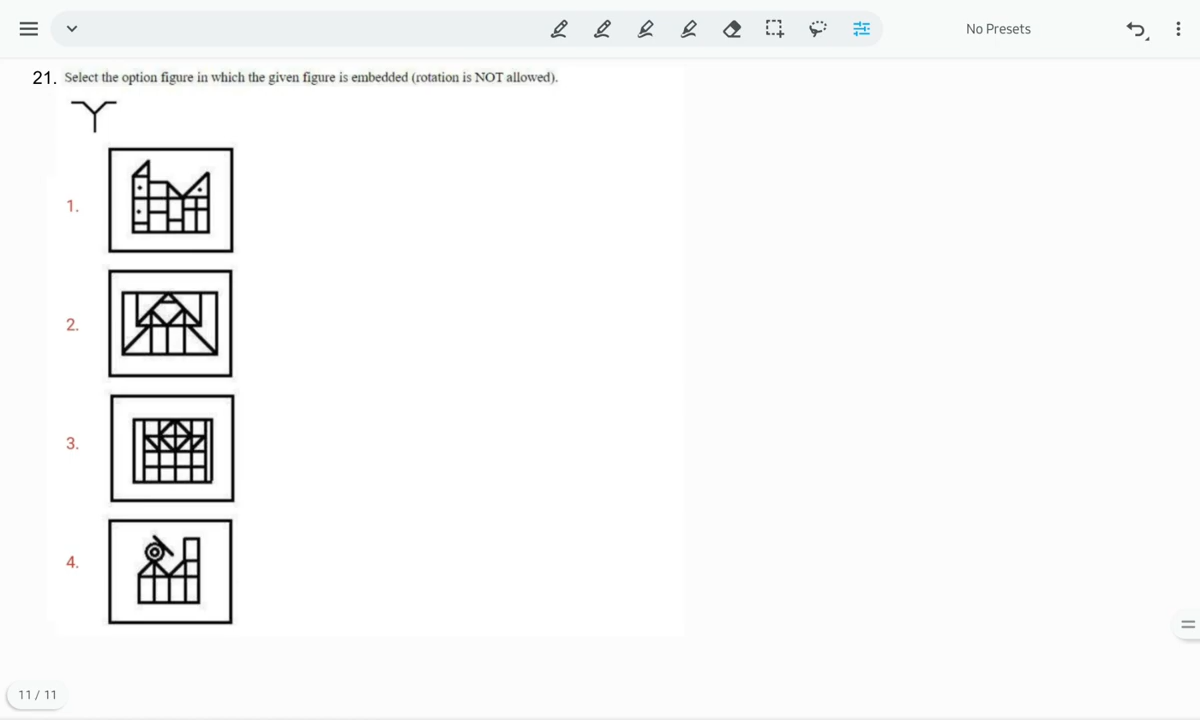 No Presets
21. Select the option figure in which the given figure is embedded (rotation is NOT allowed).
1.
2.
3.
4.
11 / 11